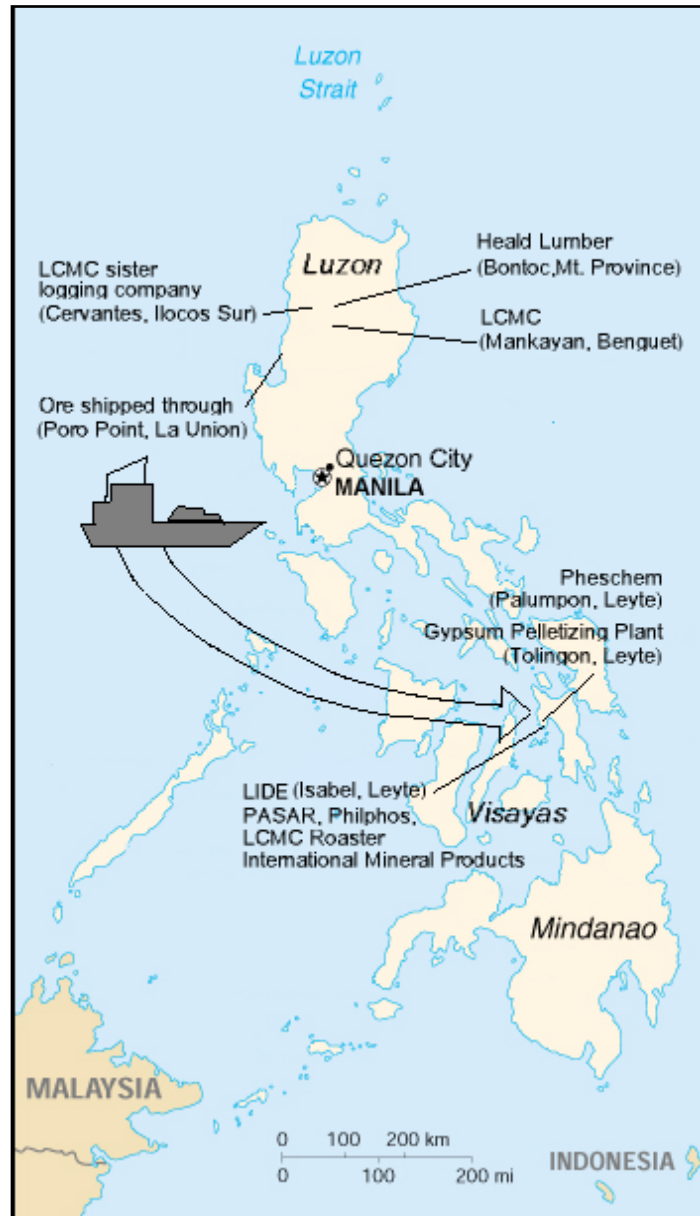 Luzon
Strait
Luzon
Heald Lumber
(Bontoc,Mt. Province)
LCMC sister
logging company
(Cervantes, Ilocos Sur)
LCMC
(Mankayan, Benguet)
Ore shipped through
(Poro Point, La Union)
Quezon City
MANILA
Pheschem
(Palumpon, Leyte)
Gypsum Pelletizing Plant
(Tolingon, Leyte)
LIDE (Isabel, Leyte)
PASAR, Philphos,
LCMC Roaster
International Mineral Products
Visayas
Mindanao
MALAYSIA
0 100 200 km
0 100 200 mi
INDONESIA